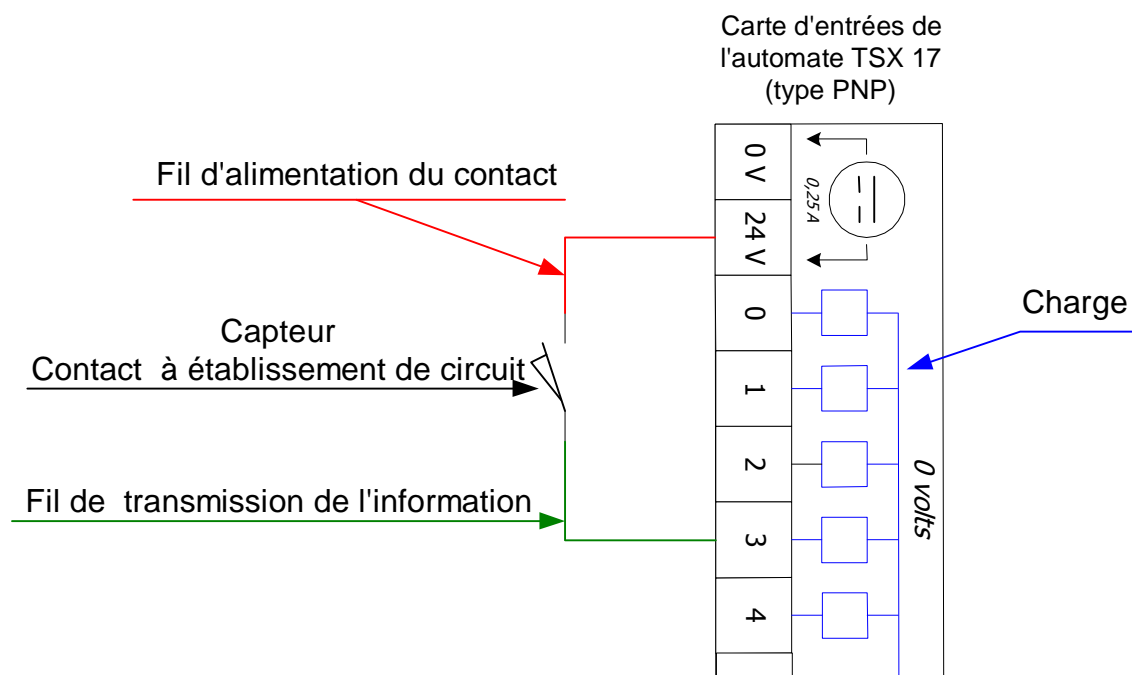 Carte d'entrées de
l'automate TSX 17
(type PNP)
Fil d'alimentation du contact
0 V
0,25 A
24 V
0
Charge
Capteur
Contact à établissement de circuit
1
2
0 volts
Fil de transmission de l'information
3
4